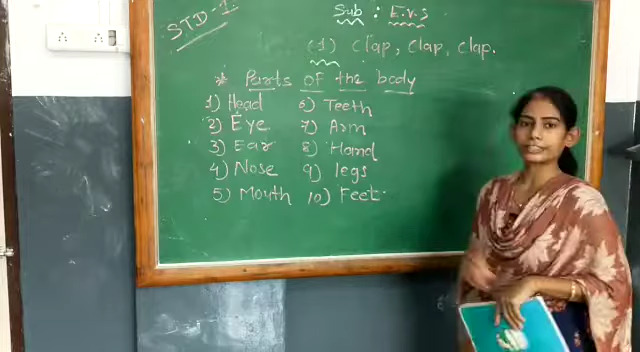 STD-1.
Sub : E.v.s
(1) Clap, Clap, Clap.
* Parts of the body
1) Head 6) Teeth
2) Eye 7) Arm
3) Ear 8) Hand
4) Nose 9) legs
5) Mouth 10) Feet.